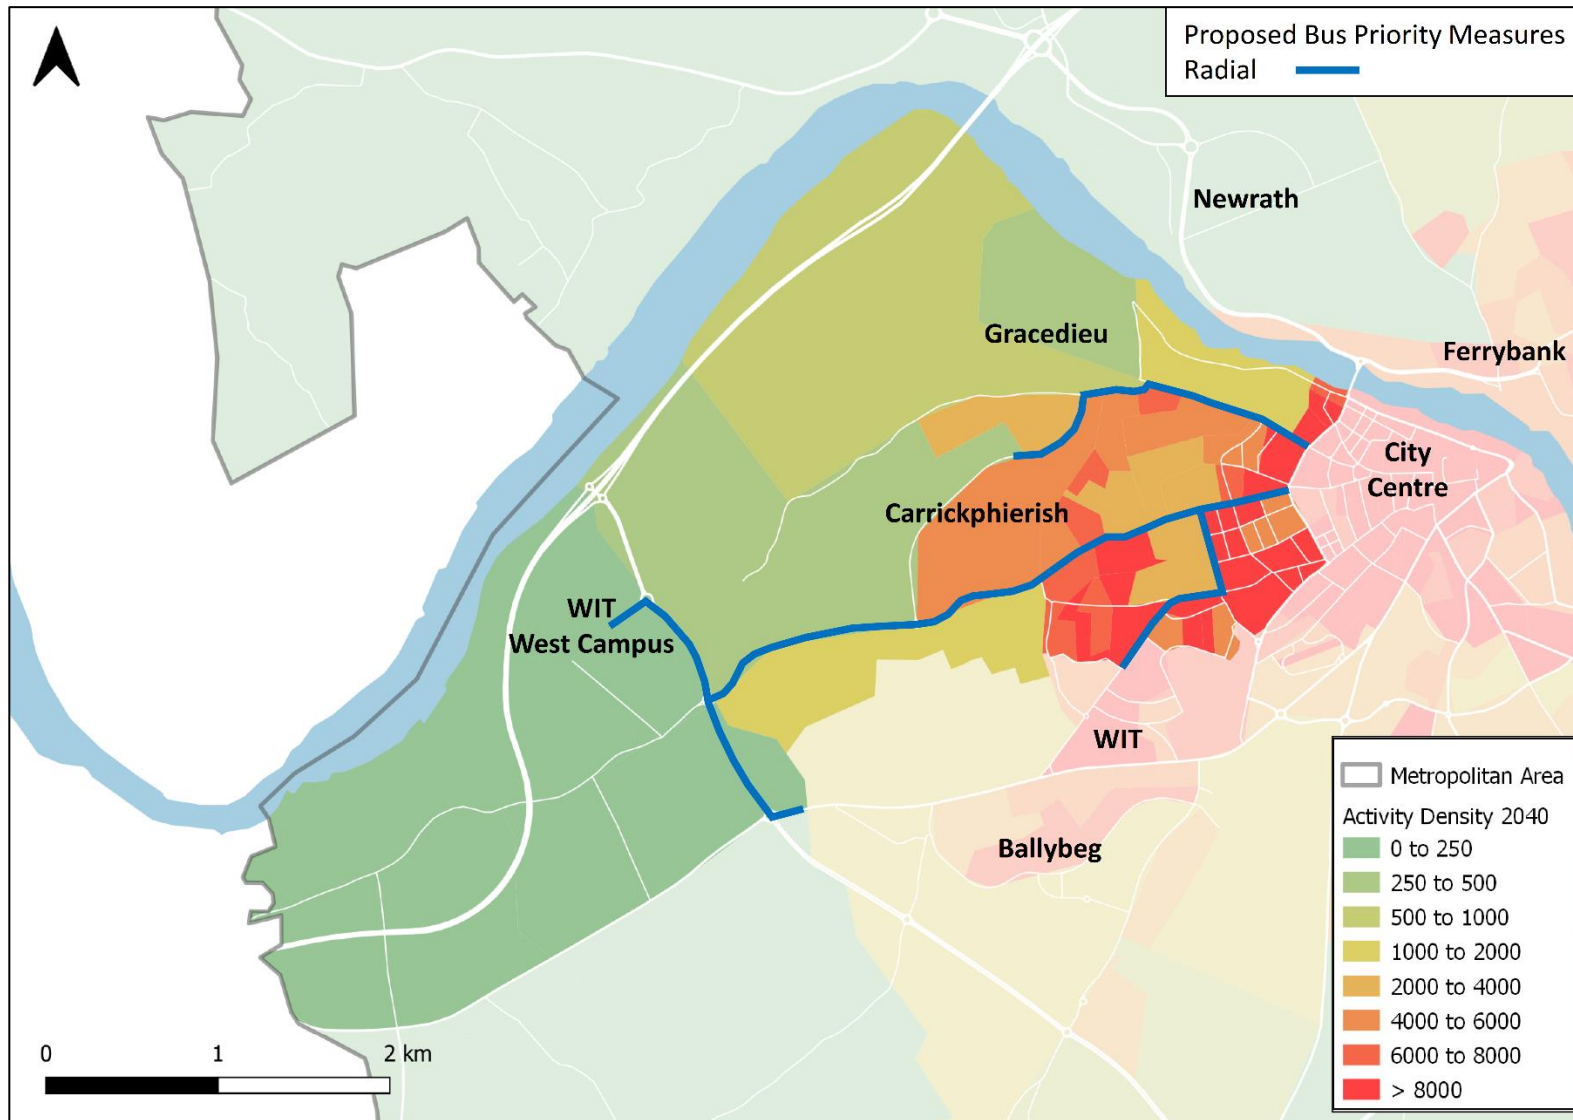 Proposed Bus Priority Measures
Radial
Newrath
Gracedieu
Ferrybank
City
Centre
Carrickphierish
WIT
West Campus
WIT
Ballybeg
Metropolitan Area
Activity Density 2040
0 to 250
250 to 500
500 to 1000
1000 to 2000
2000 to 4000
4000 to 6000
6000 to 8000
> 8000
0 1 2 km